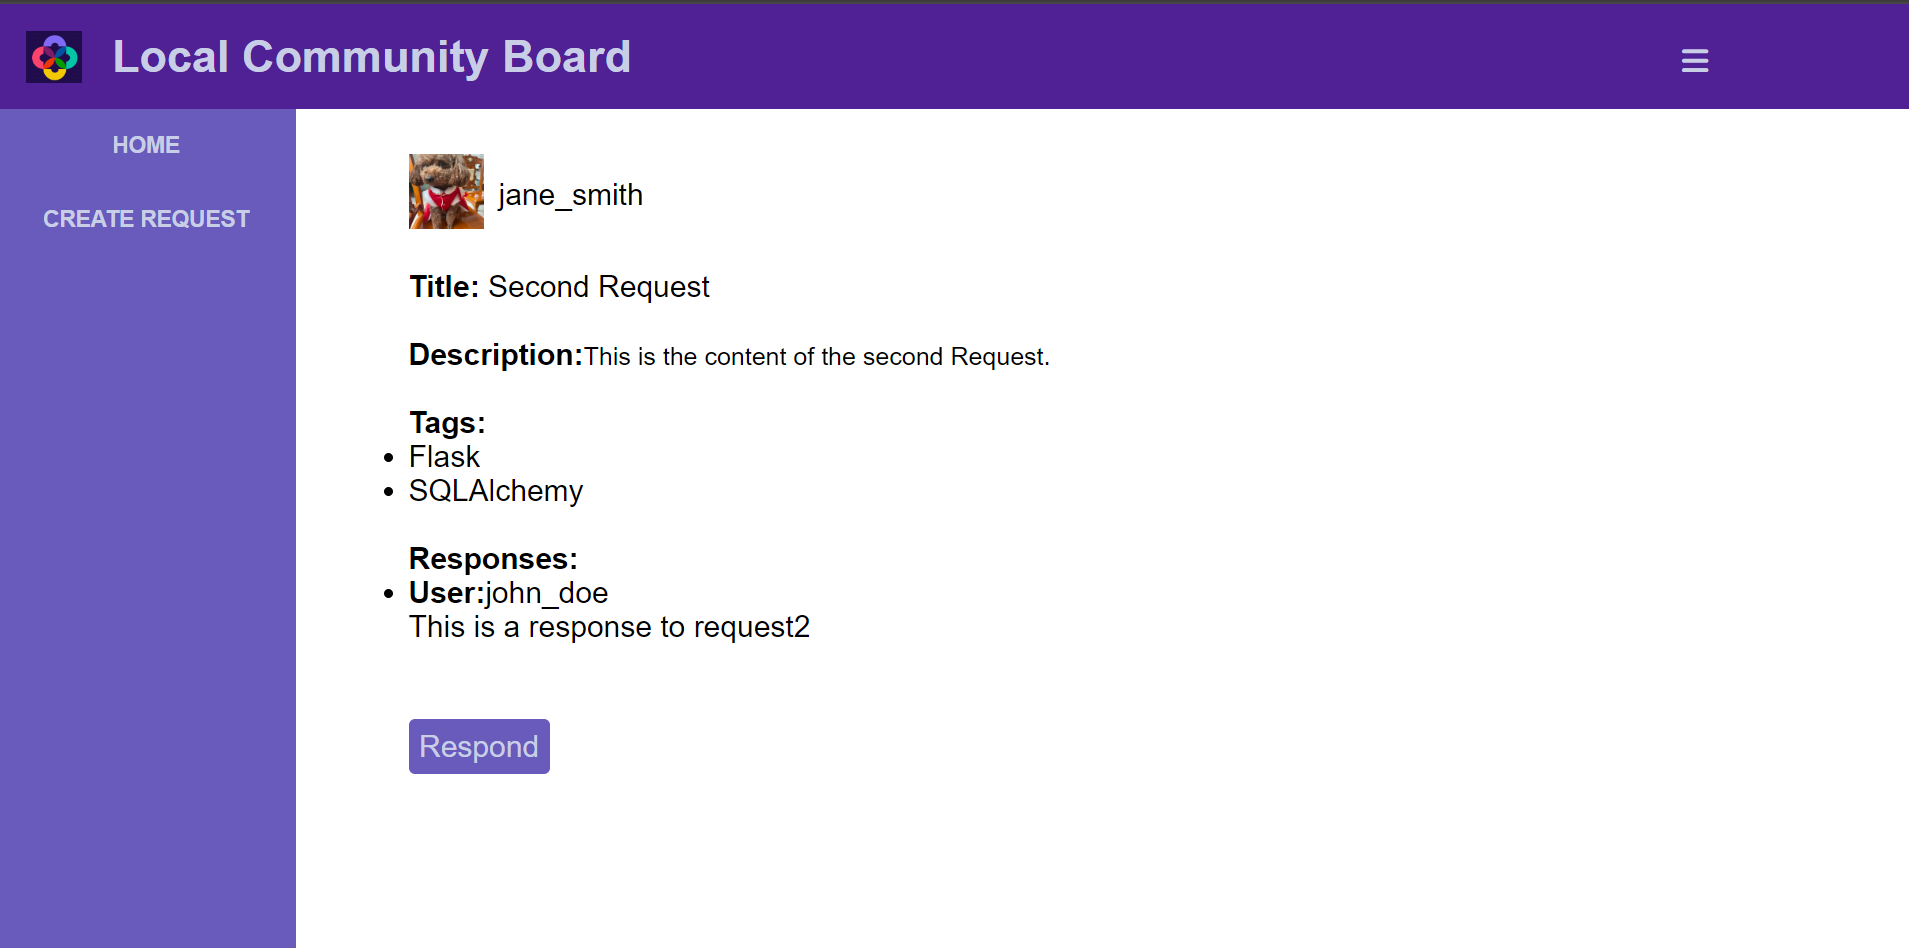 Local Community Board
HOME
CREATE REQUEST
jane_smith
Title: Second Request
Description:This is the content of the second Request.
Tags:
Flask
SQLAlchemy
Responses:
User:john_doe
This is a response to request2
Respond